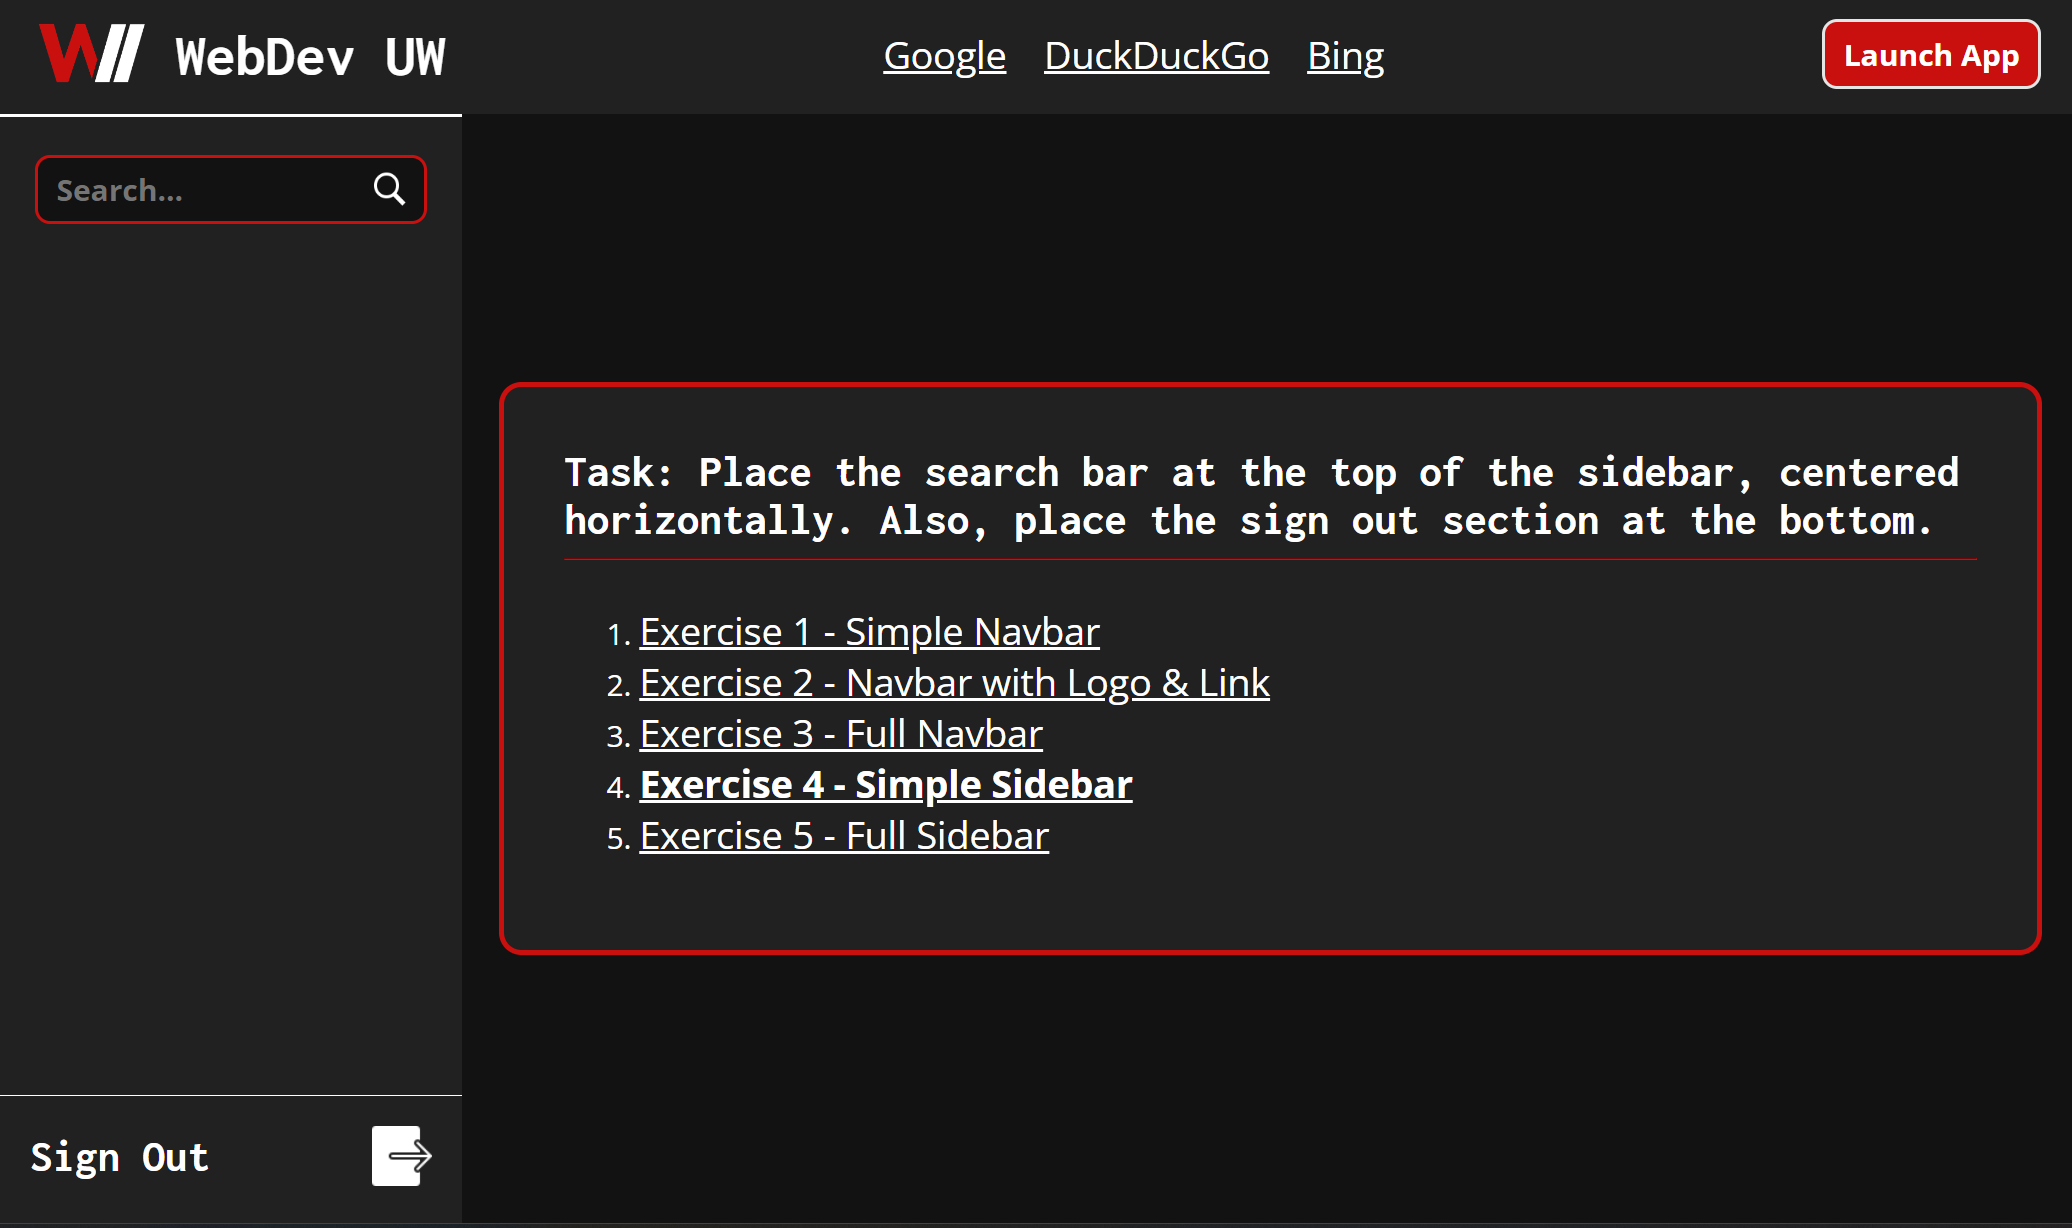 WebDev UW
Google DuckDuckGo Bing
Launch App
Search...
Task: Place the search bar at the top of the sidebar, centered
horizontally. Also, place the sign out section at the bottom.
1. Exercise 1 - Simple Navbar
2. Exercise 2 - Navbar with Logo & Link
3. Exercise 3 - Full Navbar
4. Exercise 4 - Simple Sidebar
5. Exercise 5 - Full Sidebar
Sign Out